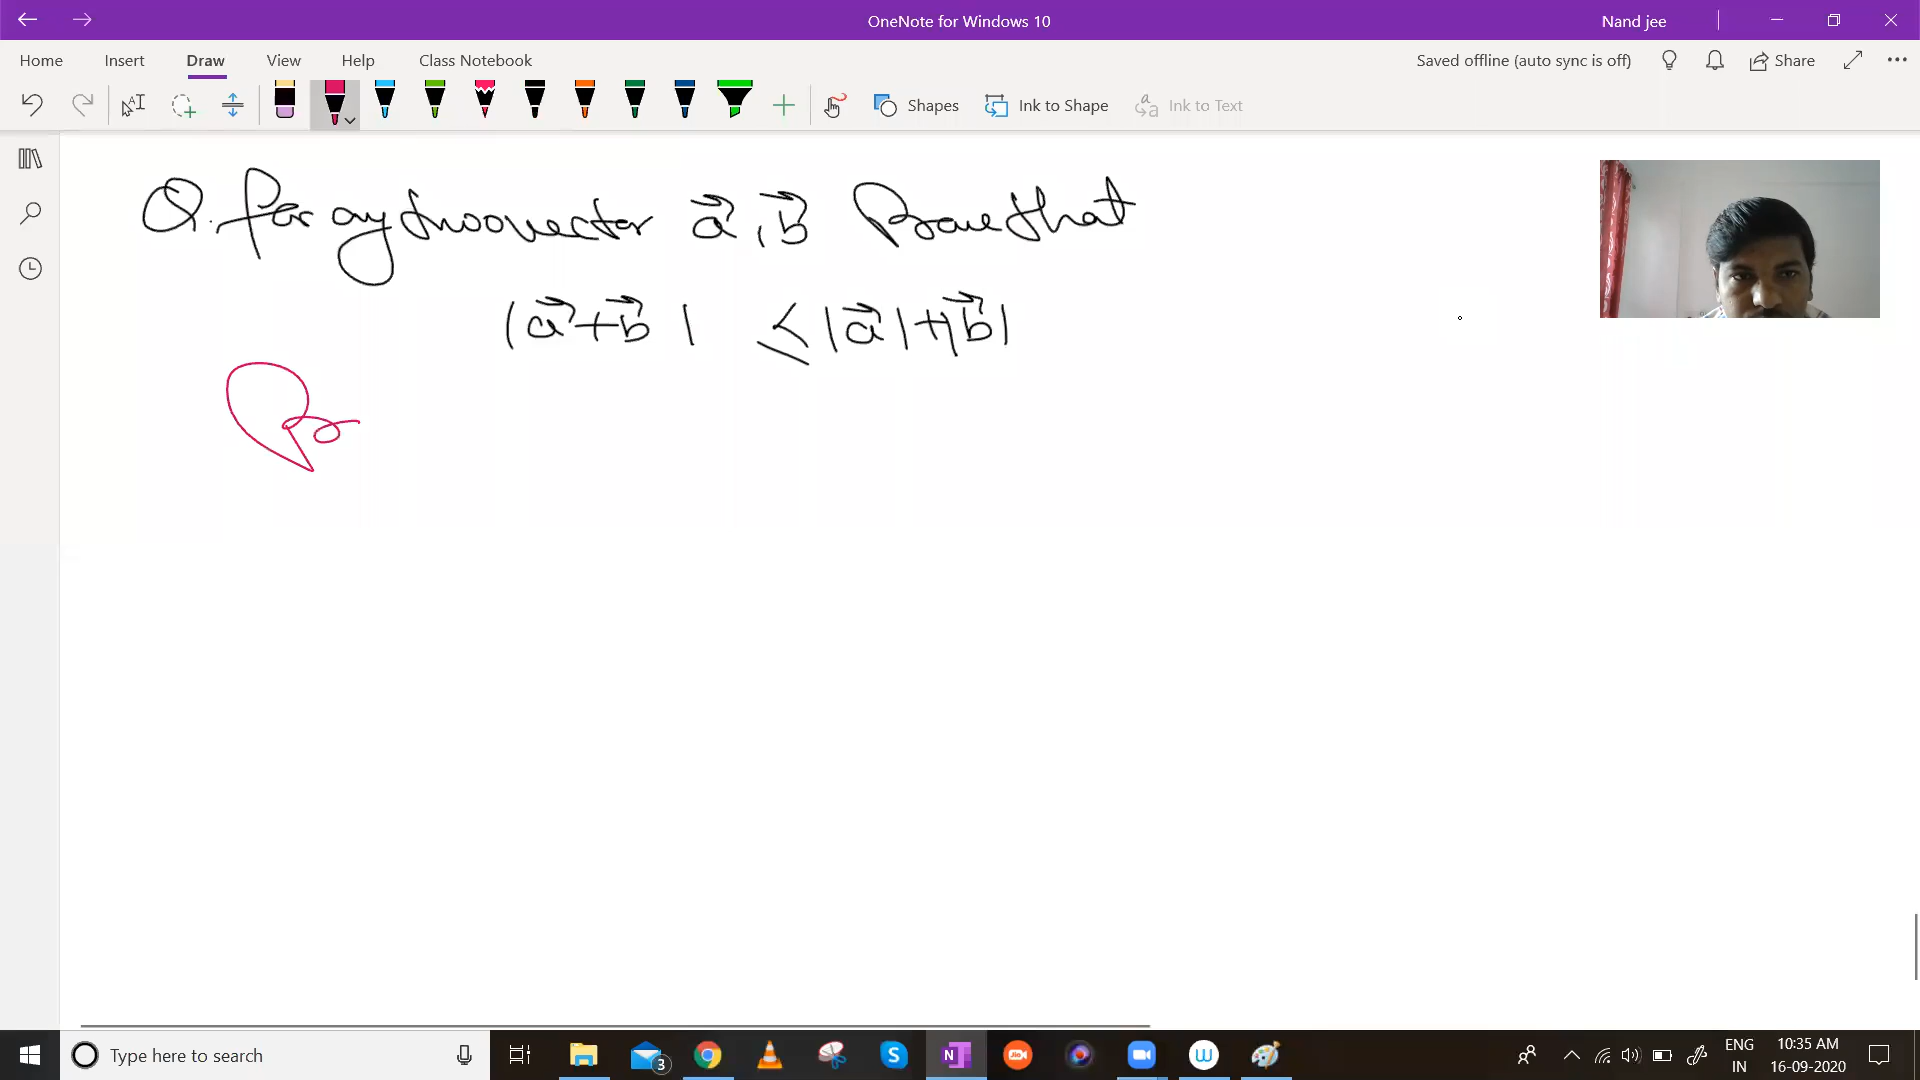 OneNote for Windows 10
Nand jee
Home Insert Draw View Help Class Notebook
Saved offline (auto sync is off) Share
Shapes Ink to Shape Ink to Text
Q. for any two vector a⃗, b⃗ Prove that
|a⃗+b⃗| ≤ |a⃗|+|b⃗|
Type here to search
3
ENG
IN
10:35 AM
16-09-2020